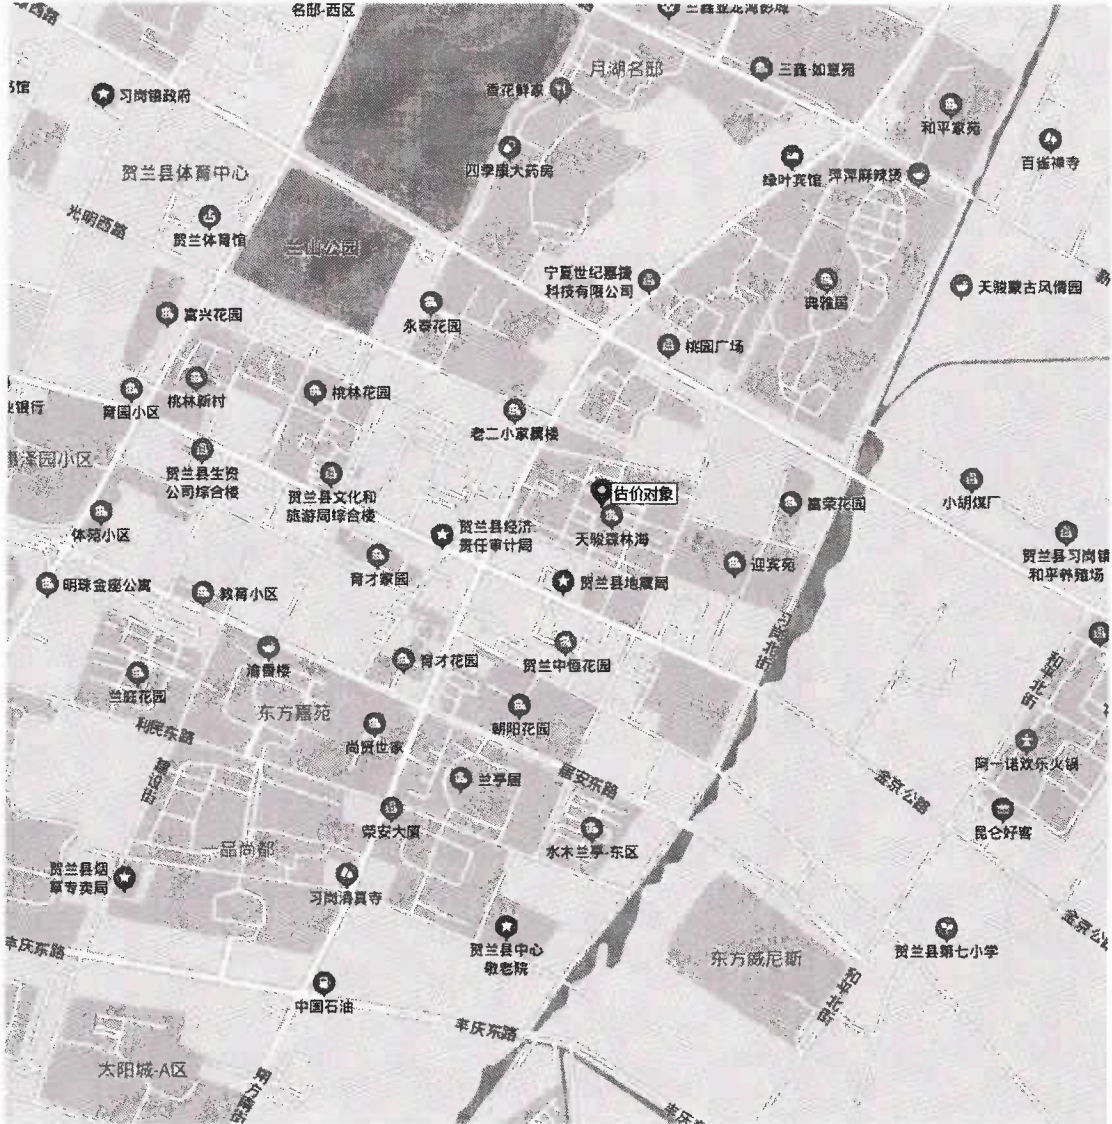 名邸-西区
月湖名邸
三鑫·如意苑
习岗镇政府
香花鲜家
和平家苑
四季康大药房
绿叶宾馆
萍萍麻辣烫
百雀禅寺
贺兰县体育中心
光明西路
贺兰体育馆
兰山公园
宁夏世纪惠捷
科技有限公司
典雅居
天骏蒙古风情园
富兴花园
永泰花园
桃园广场
桃林新村
桃林花园
育园小区
老二小家属楼
贺兰县生资
公司综合楼
贺兰县文化和
旅游局综合楼
估价对象
天骏森林海
富荣花园
小胡煤厂
体苑小区
贺兰县经济
责任审计局
育才家园
迎宾苑
贺兰县习岗镇
和平养殖场
明珠金座公寓
教育小区
贺兰县地震局
育才花园
贺兰中恒花园
兰庭花园
东方嘉苑
利民东路
尚贤世家
朝阳花园
兰亭居
荣安大厦
水木兰亭-东区
阿一诺欢乐火锅
金京公路
昆仑好客
一品尚都
贺兰县烟
草专卖局
习岗清真寺
贺兰县中心
敬老院
东方威尼斯
贺兰县第七小学
丰庆东路
中国石油
丰庆东路
太阳城-A区